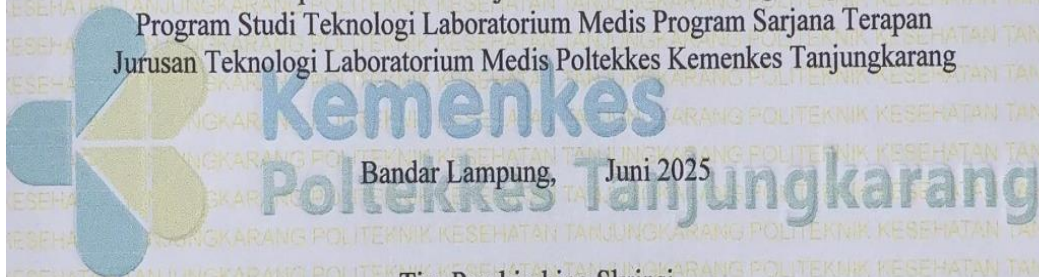 Program Studi Teknologi Laboratorium Medis Program Sarjana Terapan
Jurusan Teknologi Laboratorium Medis Poltekkes Kemenkes Tanjungkarang
Kemenkes
Bandar Lampung, Juni 2025
Poltekkes Tanjungkarang